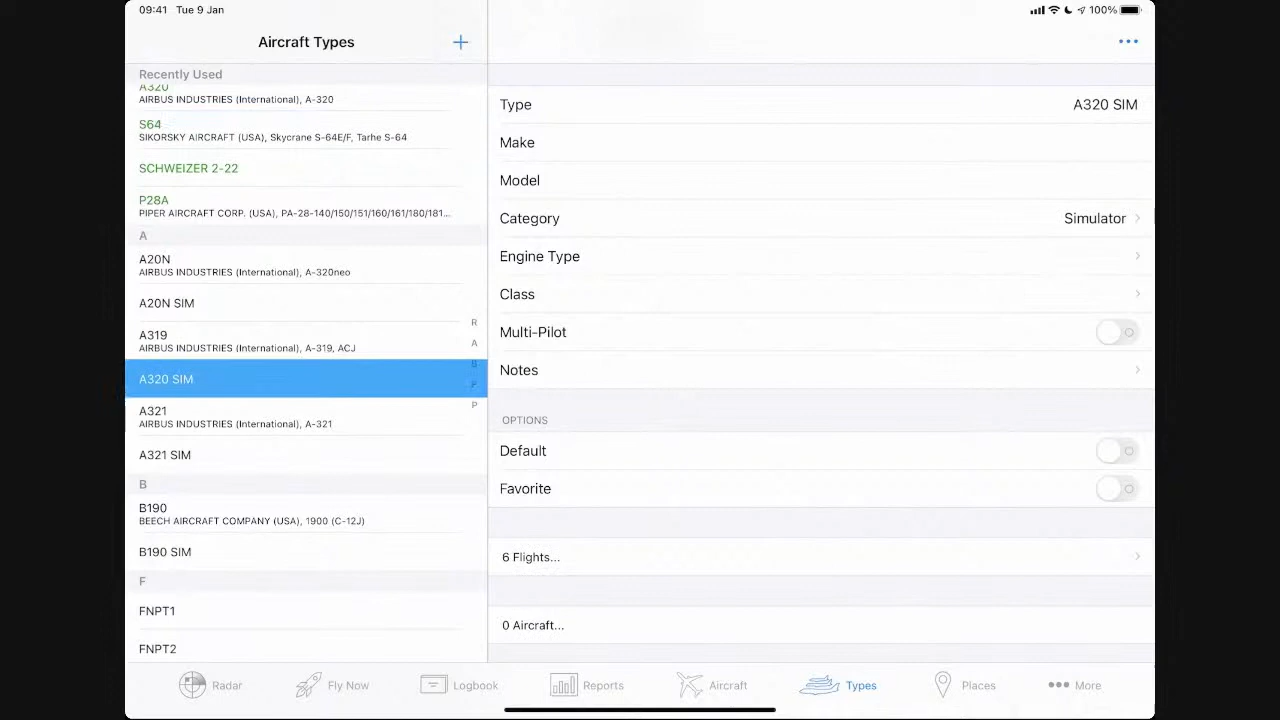 09:41 Tue 9 Jan
100%
Aircraft Types
Recently Used
A320
AIRBUS INDUSTRIES (International), A-320
S64
SIKORSKY AIRCRAFT (USA), Skycrane S-64E/F, Tarhe S-64
SCHWEIZER 2-22
P28A
PIPER AIRCRAFT CORP. (USA), PA-28-140/150/151/160/161/180/181...
A
A20N
AIRBUS INDUSTRIES (International), A-320neo
A20N SIM
A319
AIRBUS INDUSTRIES (International), A-319, ACJ
A320 SIM
A321
AIRBUS INDUSTRIES (International), A-321
A321 SIM
B
B190
BEECH AIRCRAFT COMPANY (USA), 1900 (C-12J)
B190 SIM
F
FNPT1
FNPT2
R
A
B
F
P
Type A320 SIM
Make
Model
Category Simulator
Engine Type
Class
Multi-Pilot
Notes
OPTIONS
Default
Favorite
6 Flights...
0 Aircraft...
Radar Fly Now Logbook Reports Aircraft Types Places More